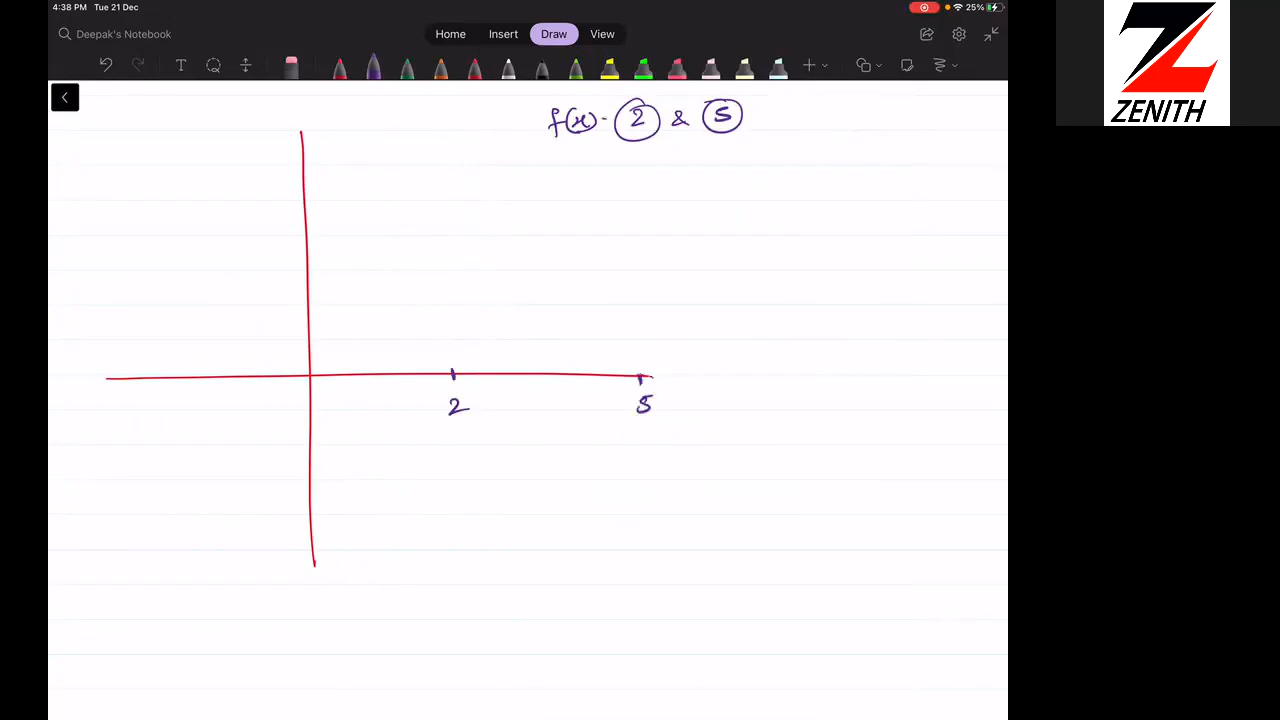 4:38 PM Tue 21 Dec
25%
Deepak's Notebook
Home Insert Draw View
ZENITH
f(x) - 2 & 5
2 5